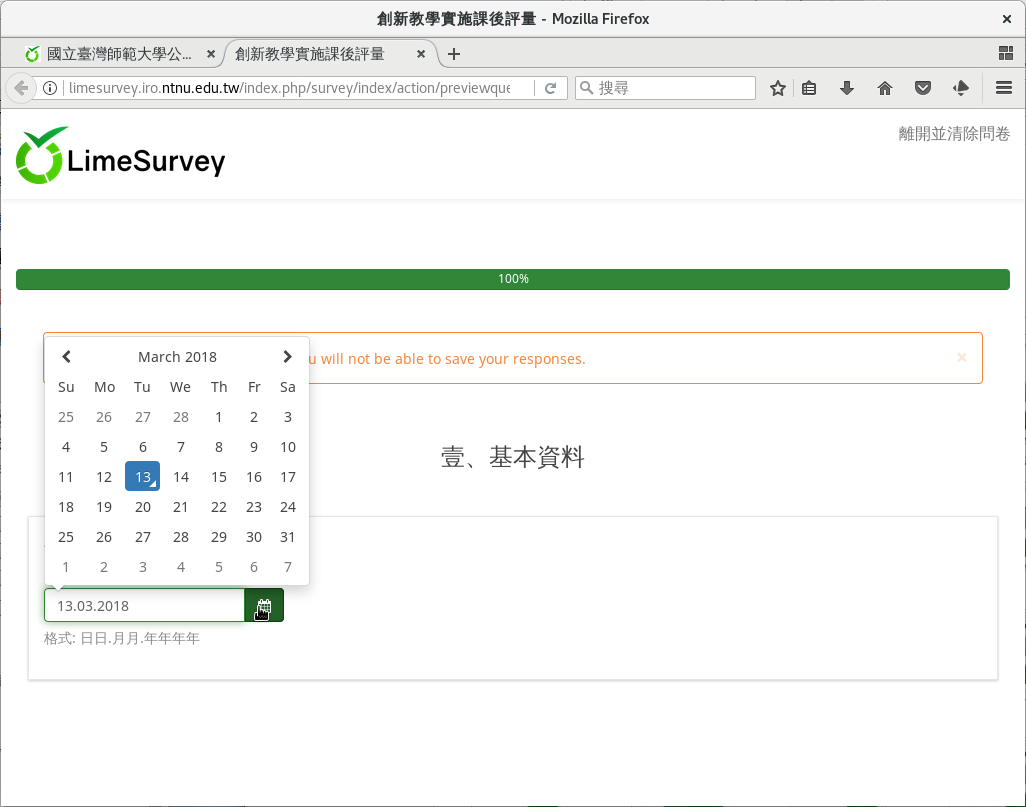 創新教學實施課後評量 - Mozilla Firefox
國立臺灣師範大學公...
創新教學實施課後評量
limesurvey.iro.ntnu.edu.tw/index.php/survey/index/action/previewque
搜尋
LimeSurvey
離開並清除問卷
100%
u will not be able to save your responses.
March 2018
Su Mo Tu We Th Fr Sa
25 26 27 28 1 2 3
4 5 6 7 8 9 10
11 12 13 14 15 16 17
18 19 20 21 22 23 24
25 26 27 28 29 30 31
1 2 3 4 5 6 7
壹、基本資料
13.03.2018
格式: 日日.月月.年年年年